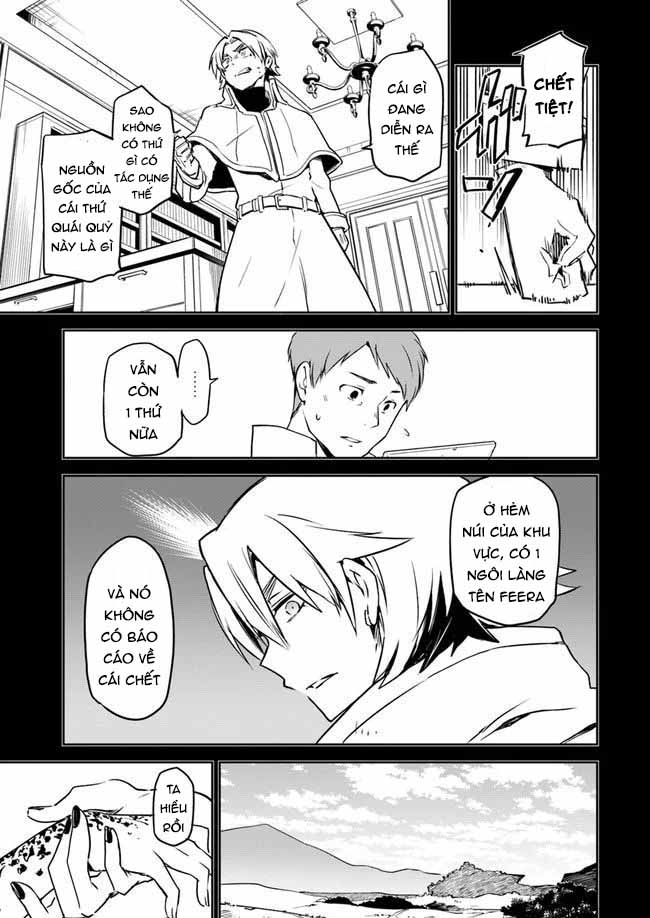 CHẾT
TIỆT!
CÁI GÌ
ĐANG
DIỄN RA
THẾ
SAO
KHÔNG
CÓ THỨ
GÌ CÓ
TÁC DỤNG
THẾ
NGUỒN
GỐC CỦA
CÁI THỨ
QUÁI QUỶ
NÀY LÀ GÌ
......
VẪN
CÒN
1 THỨ
NỮA
Ở HẺM
NÚI CỦA KHU
VỰC, CÓ 1
NGÔI LÀNG
TÊN FEERA
VÀ NÓ
KHÔNG
CÓ BÁO
CÁO VỀ
CÁI CHẾT
TA
HIỂU
RỒI